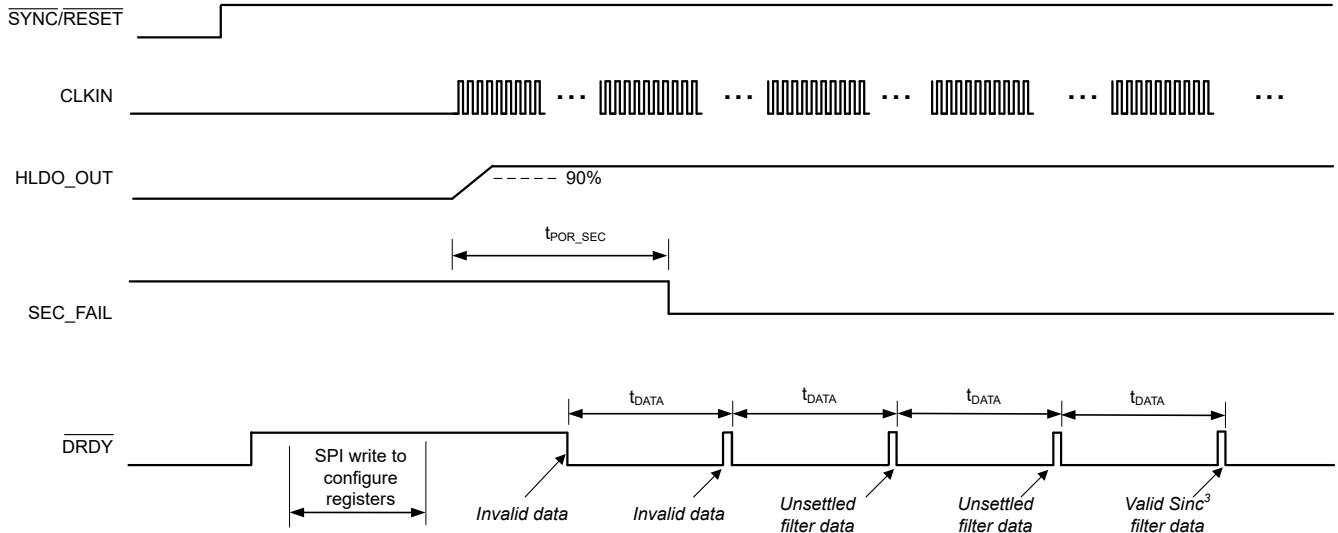 SYNC/RESET
CLKIN
... ... ... ... ...
HLDO_OUT
90%
tPOR_SEC
SEC_FAIL
tDATA tDATA tDATA tDATA
DRDY
SPI write to
configure
registers
Invalid data
Invalid data
Unsettled
filter data
Unsettled
filter data
Valid Sinc³
filter data